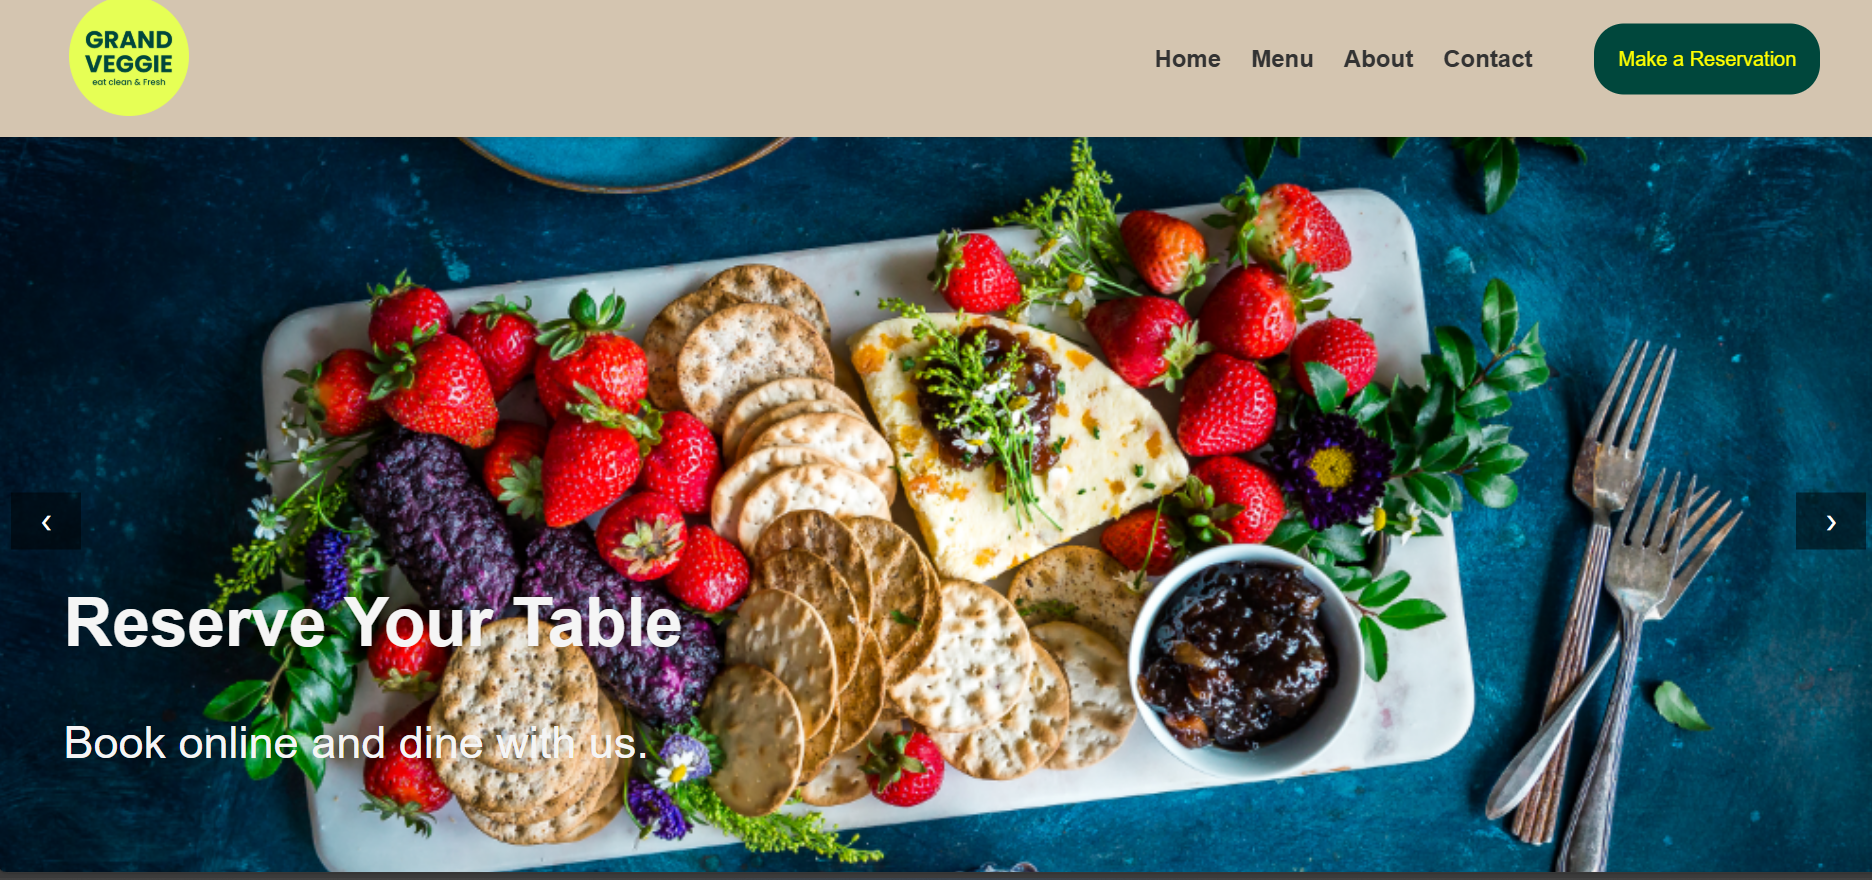 GRAND
VEGGIE
eat clean & Fresh
Home Menu About Contact Make a Reservation
‹ ›
Reserve Your Table
Book online and dine with us.